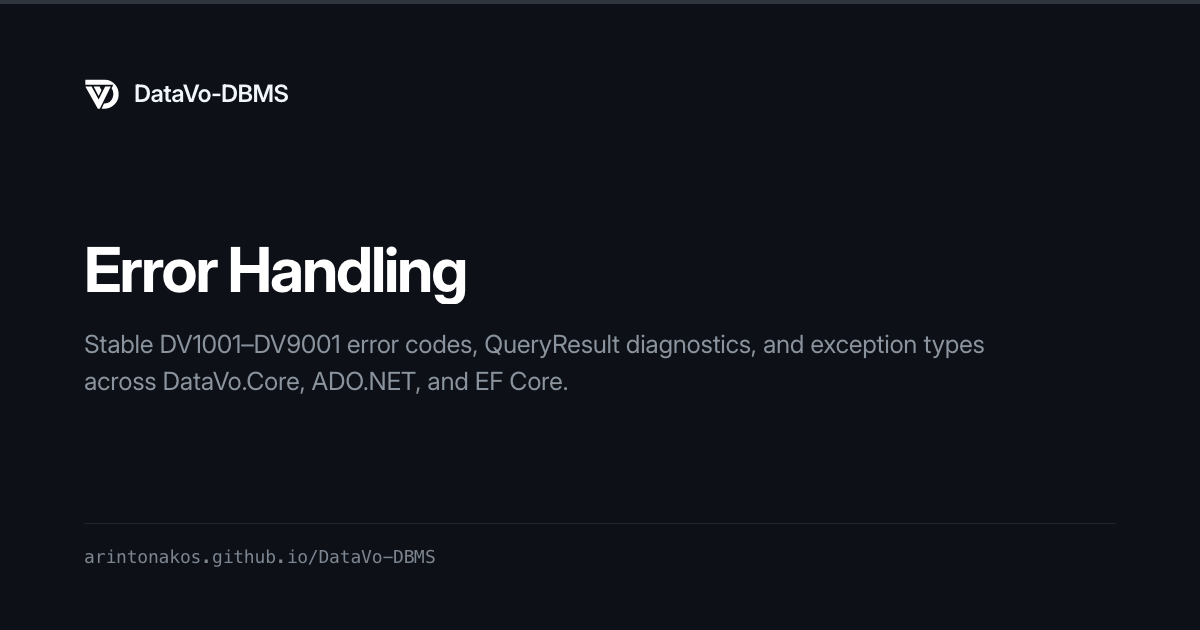 DataVo-DBMS
Error Handling
Stable DV1001–DV9001 error codes, QueryResult diagnostics, and exception types
across DataVo.Core, ADO.NET, and EF Core.
arintonakos.github.io/DataVo-DBMS